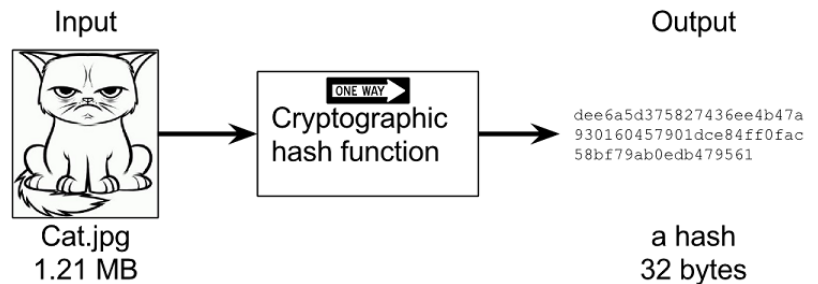 Input
Output
ONE WAY
Cryptographic
hash function
dee6a5d375827436ee4b47a
930160457901dce84ff0fac
58bf79ab0edb479561
Cat.jpg
1.21 MB
a hash
32 bytes